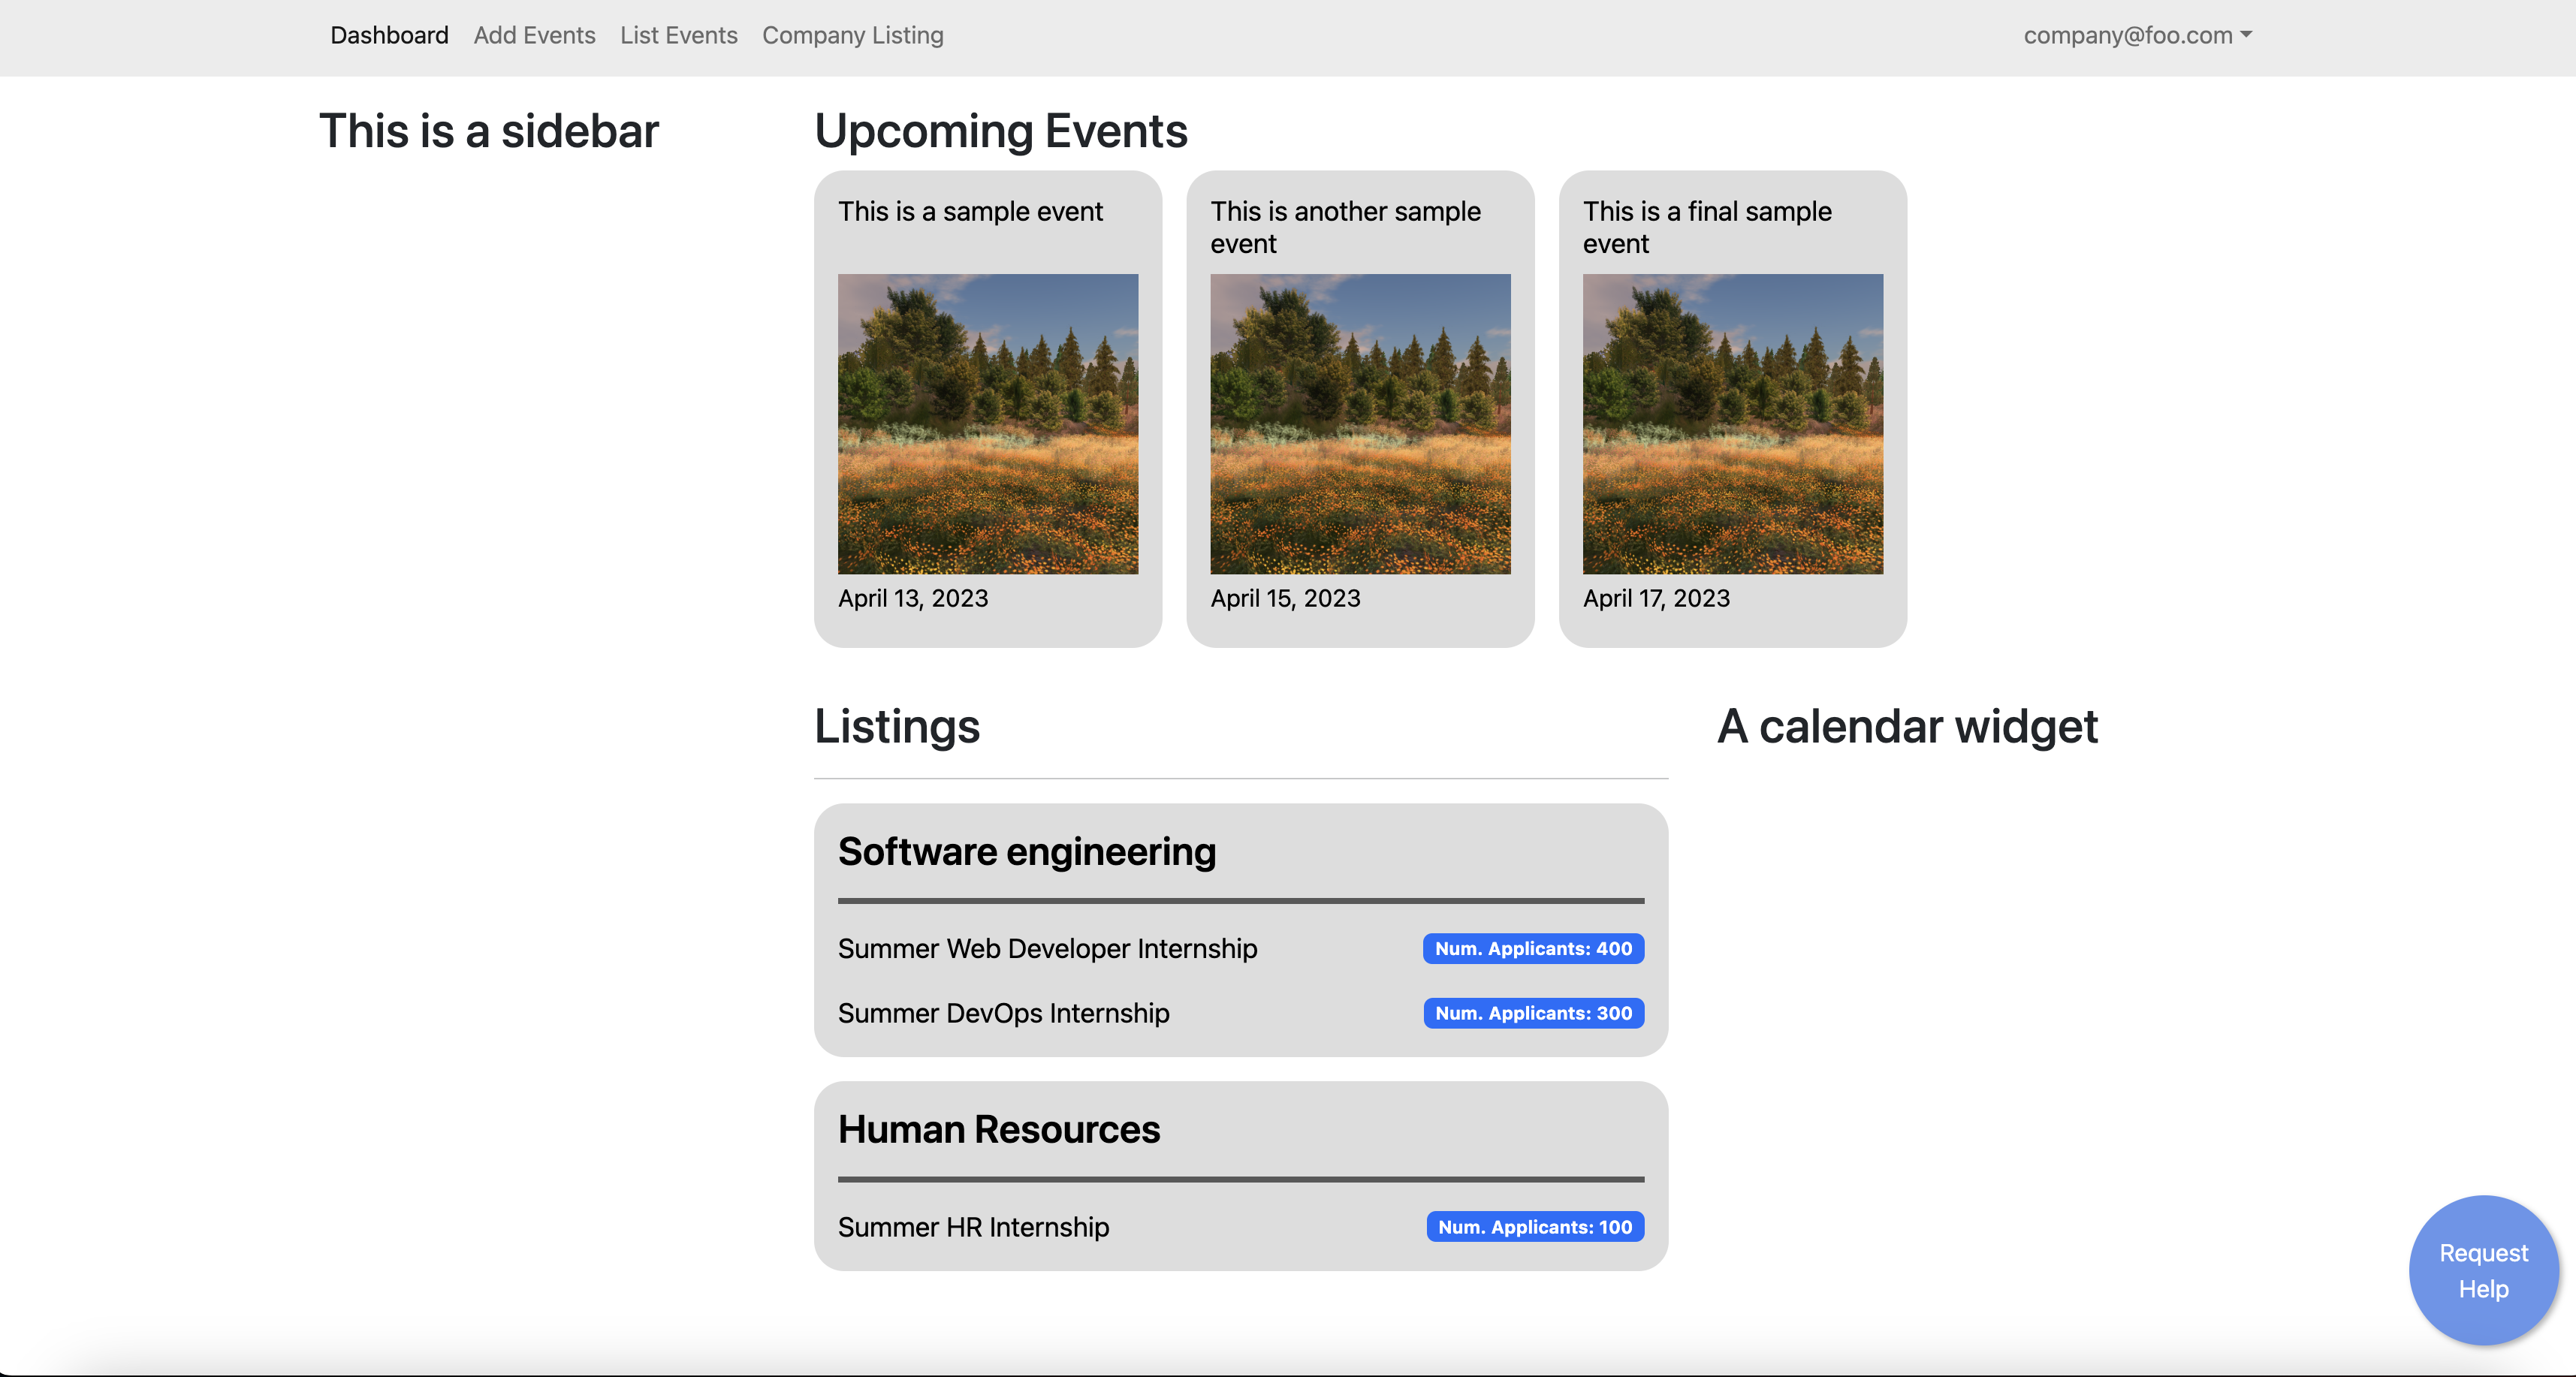 Dashboard Add Events List Events Company Listing company@foo.com
This is a sidebar
Upcoming Events
This is a sample event
April 13, 2023
This is another sample
event
April 15, 2023
This is a final sample
event
April 17, 2023
Listings
Software engineering
Summer Web Developer Internship Num. Applicants: 400
Summer DevOps Internship Num. Applicants: 300
Human Resources
Summer HR Internship Num. Applicants: 100
A calendar widget
Request
Help